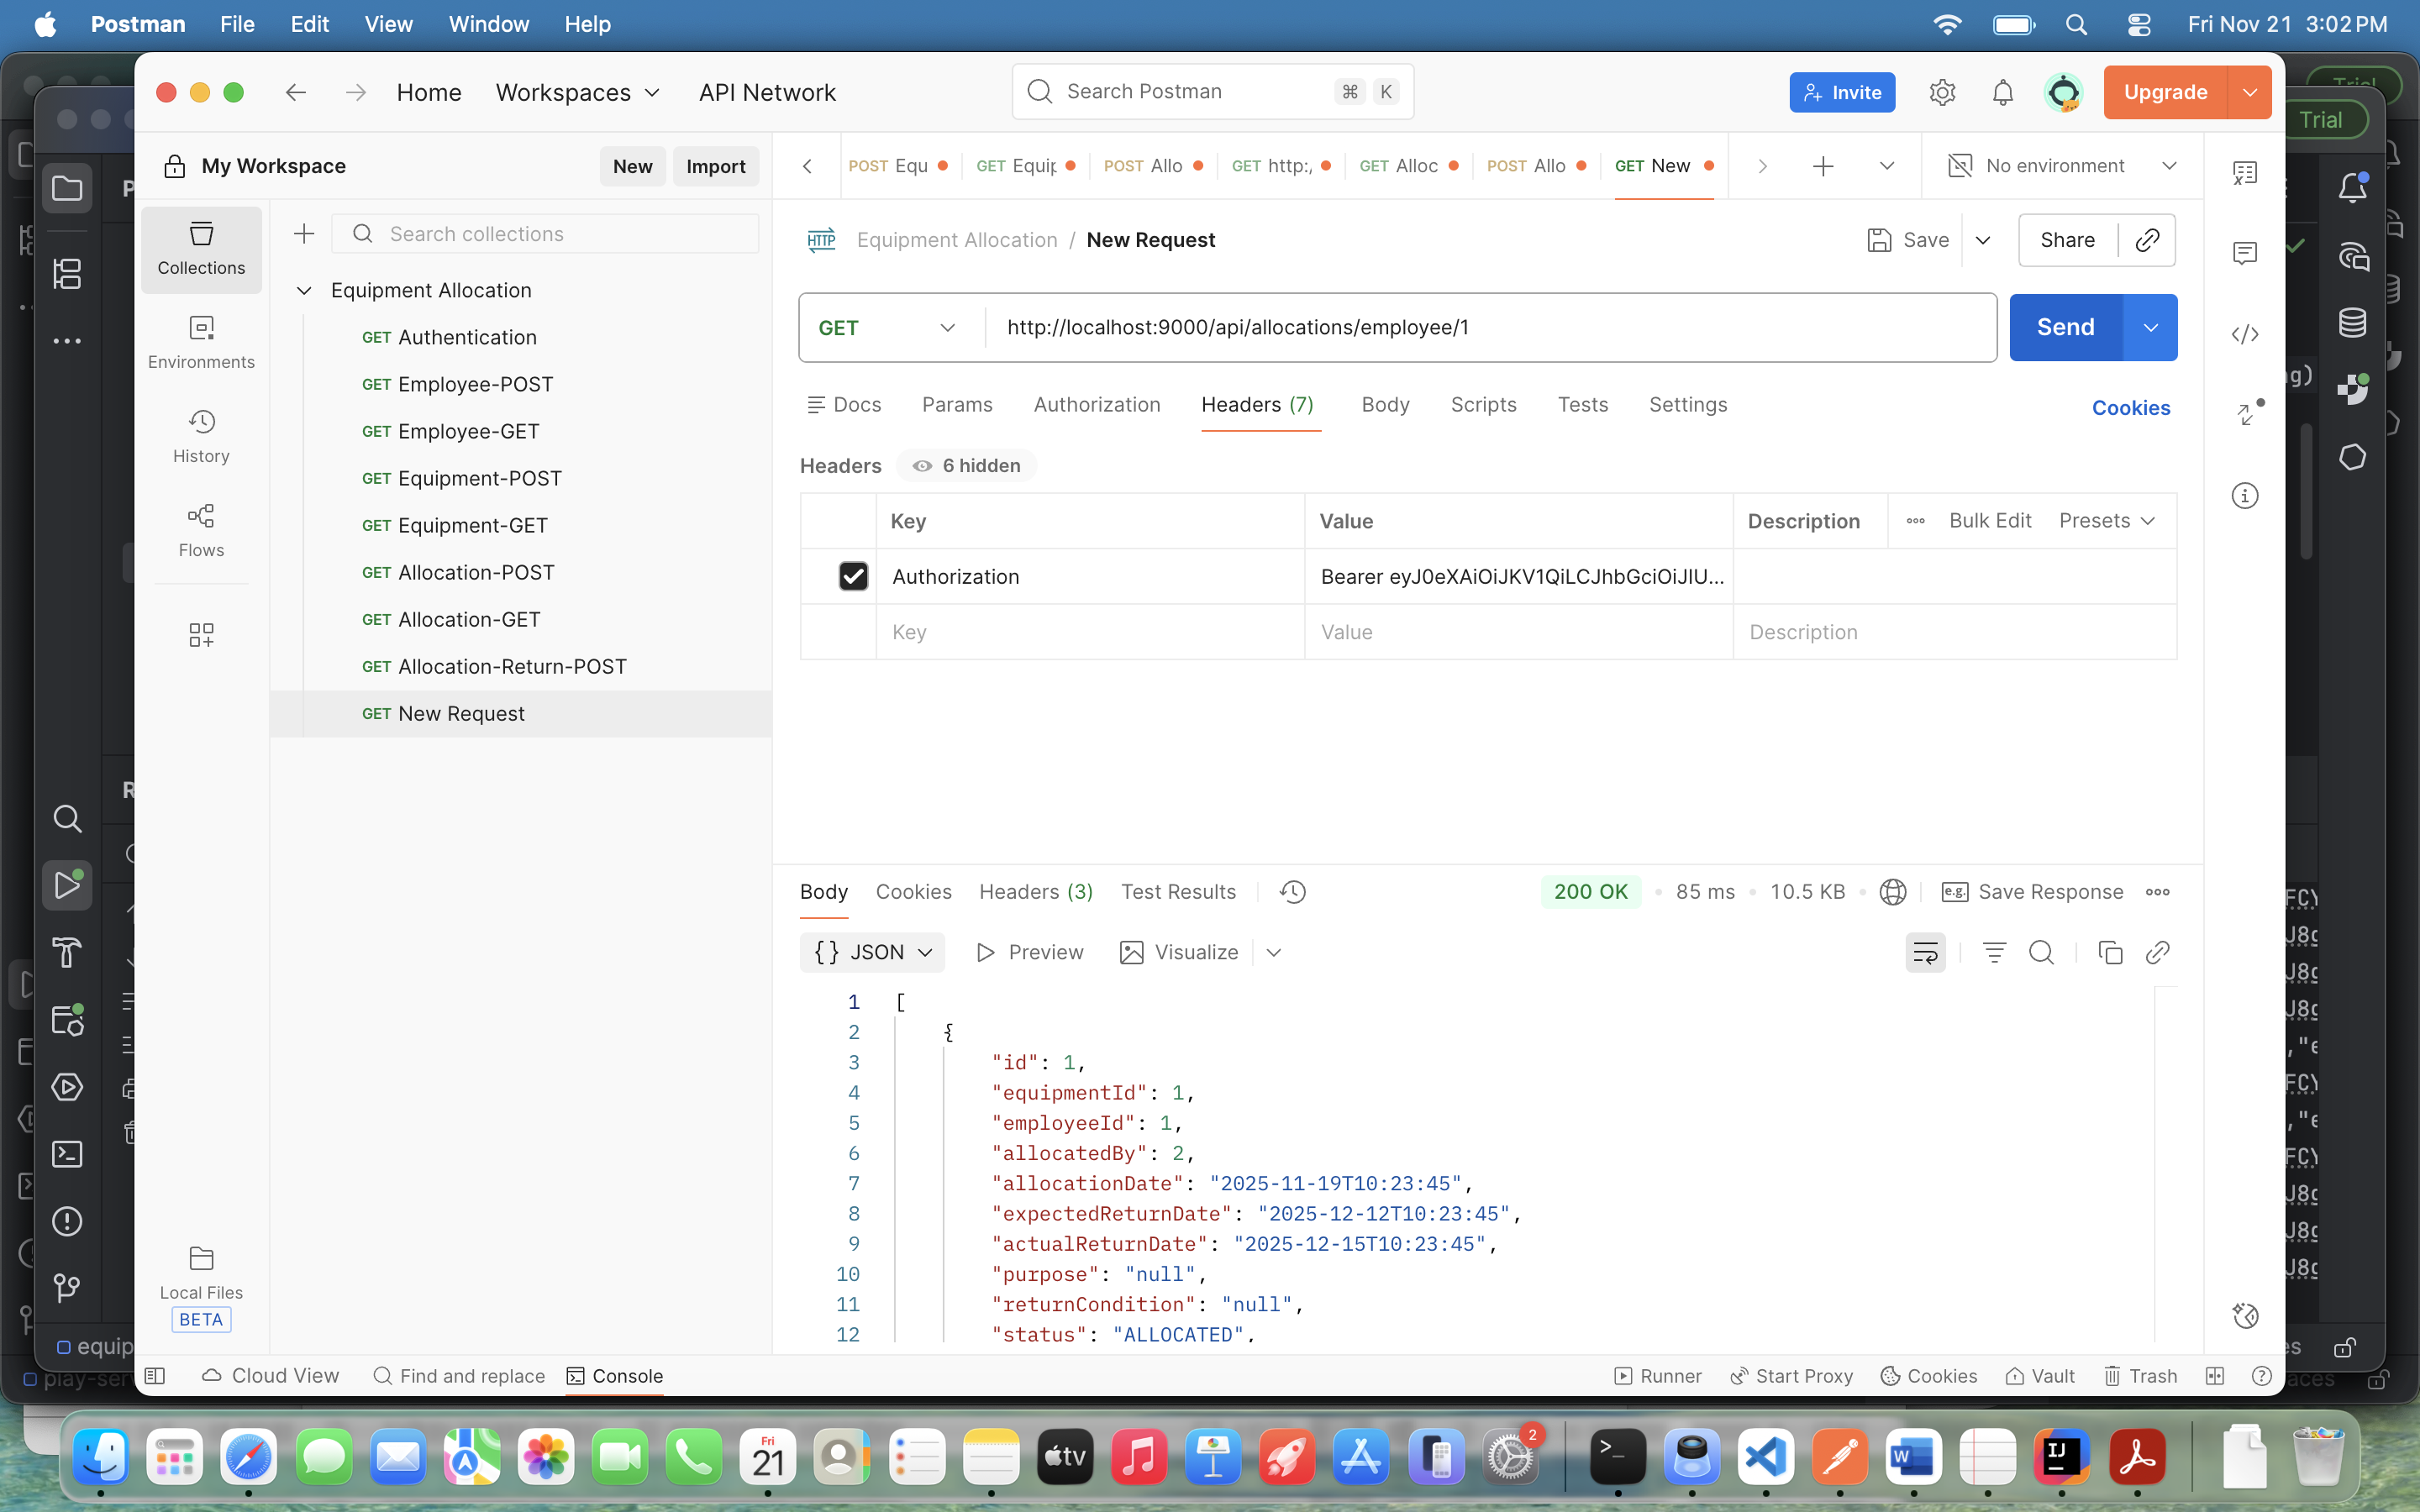 Postman File Edit View Window Help Fri Nov 21 3:02 PM
Home Workspaces API Network Search Postman ⌘ K Invite Upgrade
Trial
My Workspace New Import POST Equ GET Equip POST Allo GET http:/ GET Alloc POST Allo GET New No environment
Search collections
Equipment Allocation / New Request Save Share
Collections
Environments
History
Flows
Local Files
BETA
Equipment Allocation
GET Authentication
GET Employee-POST
GET Employee-GET
GET Equipment-POST
GET Equipment-GET
GET Allocation-POST
GET Allocation-GET
GET Allocation-Return-POST
GET New Request
GET http://localhost:9000/api/allocations/employee/1 Send
Docs Params Authorization Headers (7) Body Scripts Tests Settings Cookies
Headers 6 hidden
Key Value Description Bulk Edit Presets
Authorization Bearer eyJ0eXAiOiJKV1QiLCJhbGciOiJIU...
Key Value Description
Body Cookies Headers (3) Test Results 200 OK 85 ms 10.5 KB e.g. Save Response
{} JSON Preview Visualize
1 [
2 {
3 "id": 1,
4 "equipmentId": 1,
5 "employeeId": 1,
6 "allocatedBy": 2,
7 "allocationDate": "2025-11-19T10:23:45",
8 "expectedReturnDate": "2025-12-12T10:23:45",
9 "actualReturnDate": "2025-12-15T10:23:45",
10 "purpose": "null",
11 "returnCondition": "null",
12 "status": "ALLOCATED",
Cloud View Find and replace Console Runner Start Proxy Cookies Vault Trash
equip
play-serv
Fri
21
tv
2
IJ